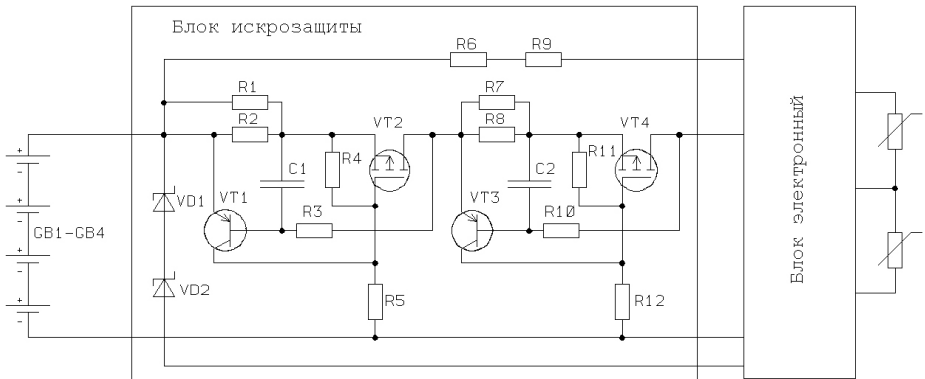 Блок искрозащиты
R6
R9
R1
R7
R2
VT2
R8
VT4
R4
R11
C1
C2
VD1
VT1
R3
VT3
R10
GB1-GB4
VD2
R5
R12
Блок электронный
+
-
+
-
+
-
+
-